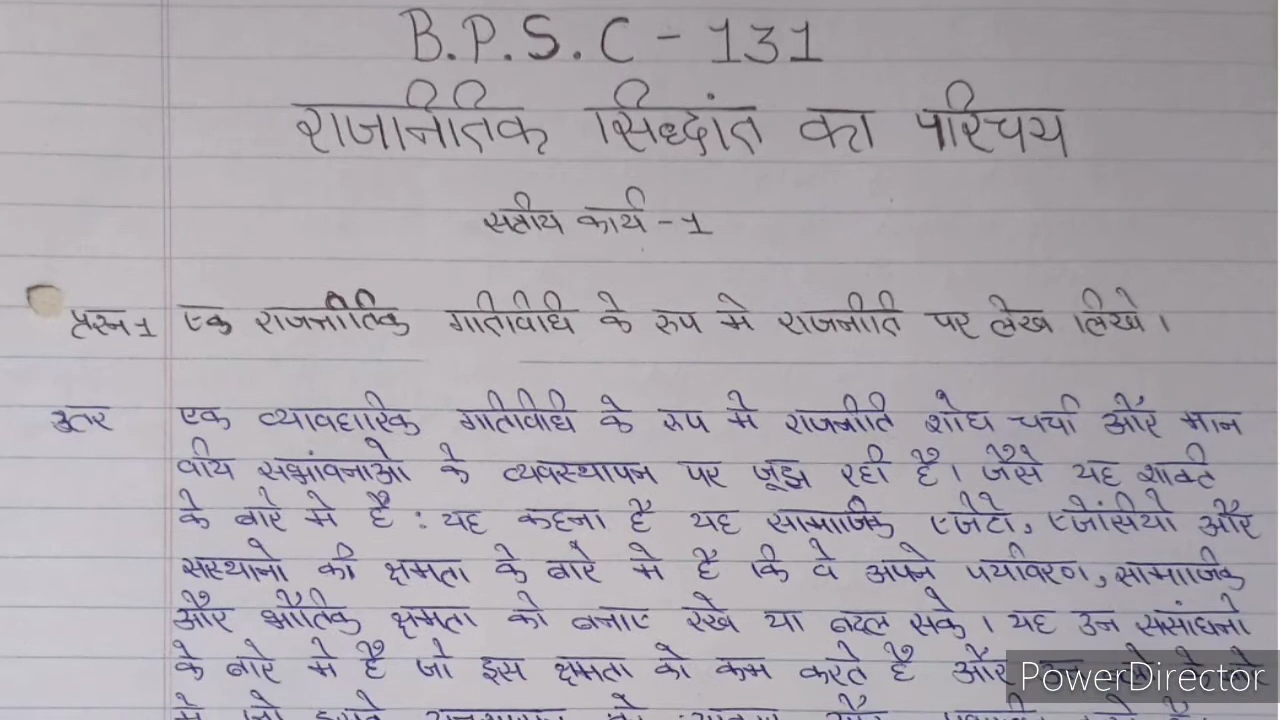 B.P.S.C - 131
राजानीतिक सिध्दांत का परिचय
सत्रीय कार्य - 1
प्रश्न 1 एक राजनीतिक गतिविधि के रुप मे राजनीति पर लेख लिखे।
उत्तर एक व्यावहारिक गतिविधि के रुप मे राजनीति शोध चर्चा और मान
वीय सभांवनाओ के व्यवस्थापन पर जूझ रही है। जैसे यह शक्ति
के बारे मे है : यह कहना है यह सामाजिक एजेंटो, एजेंसियो और
संस्थानो की क्षमता के बारे मे है कि वे अपने पर्यावरण, सामाजिक
और भौतिक क्षमता को बनाए रखे या बदल सके। यह उन संसाधनो
के बारे मे है जो इस क्षमता को कम करते है और
PowerDirector